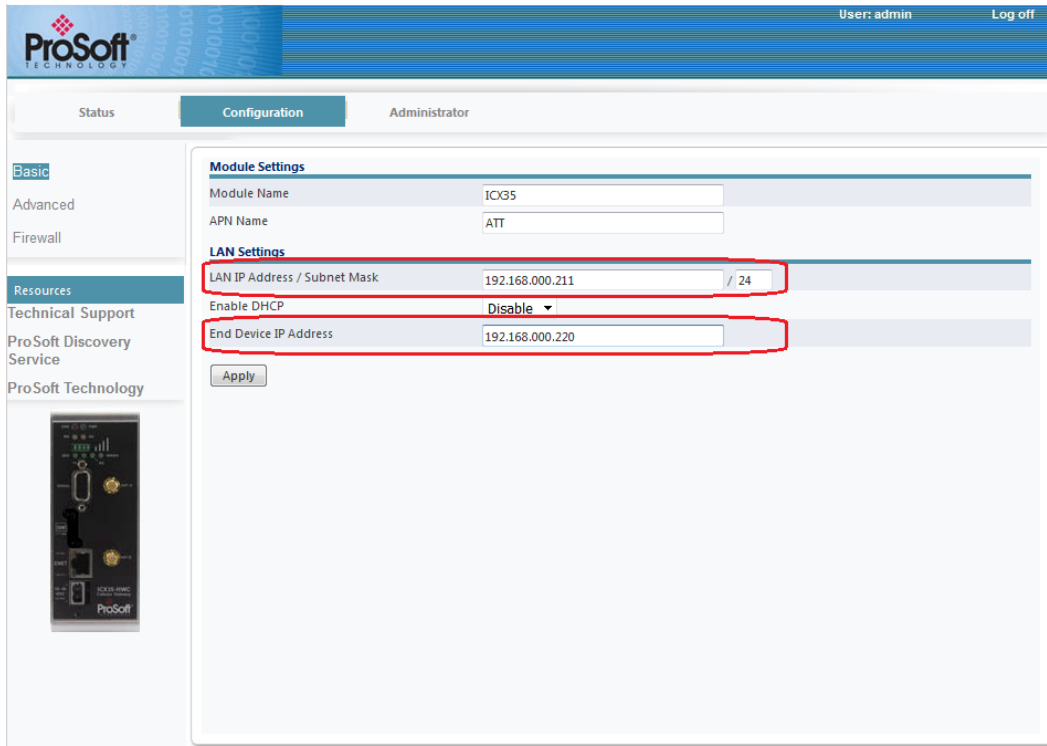 User: admin Log off
ProSoft®
TECHNOLOGY
Status Configuration Administrator
Basic
Advanced
Firewall
Resources
Technical Support
ProSoft Discovery
Service
ProSoft Technology
ICX35-HWC
ProSoft
Module Settings
Module Name ICX35
APN Name ATT
LAN Settings
LAN IP Address / Subnet Mask 192.168.000.211 / 24
Enable DHCP Disable
End Device IP Address 192.168.000.220
Apply